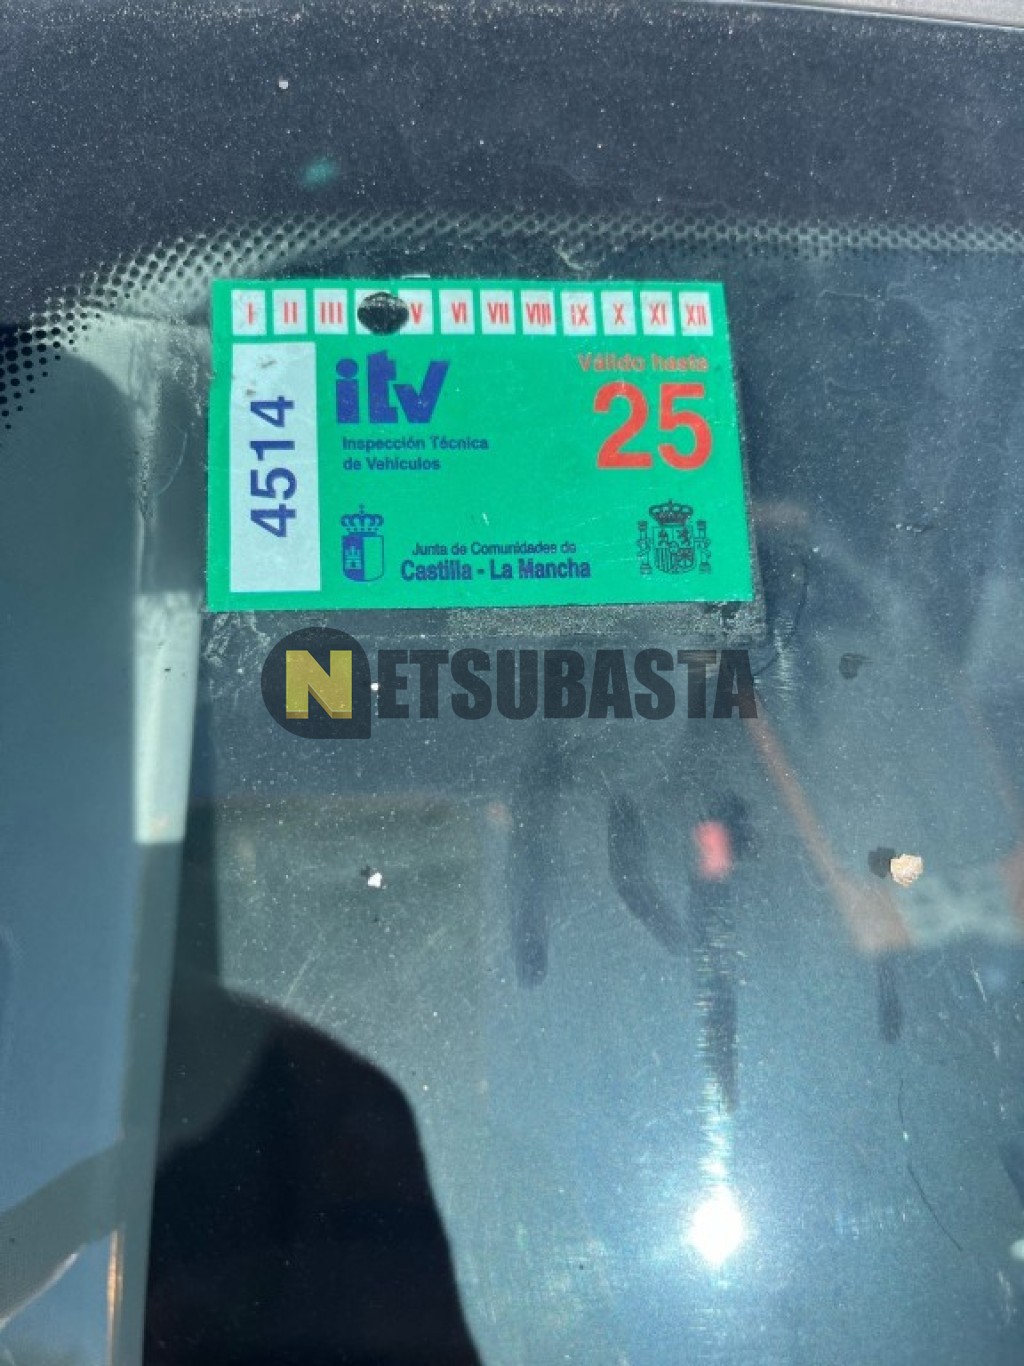 I II III V VI VII VIII IX X XI XII
4514
itv
Inspección Técnica
de Vehículos
Válido hasta
25
Junta de Comunidades de
Castilla - La Mancha
NETSUBASTA